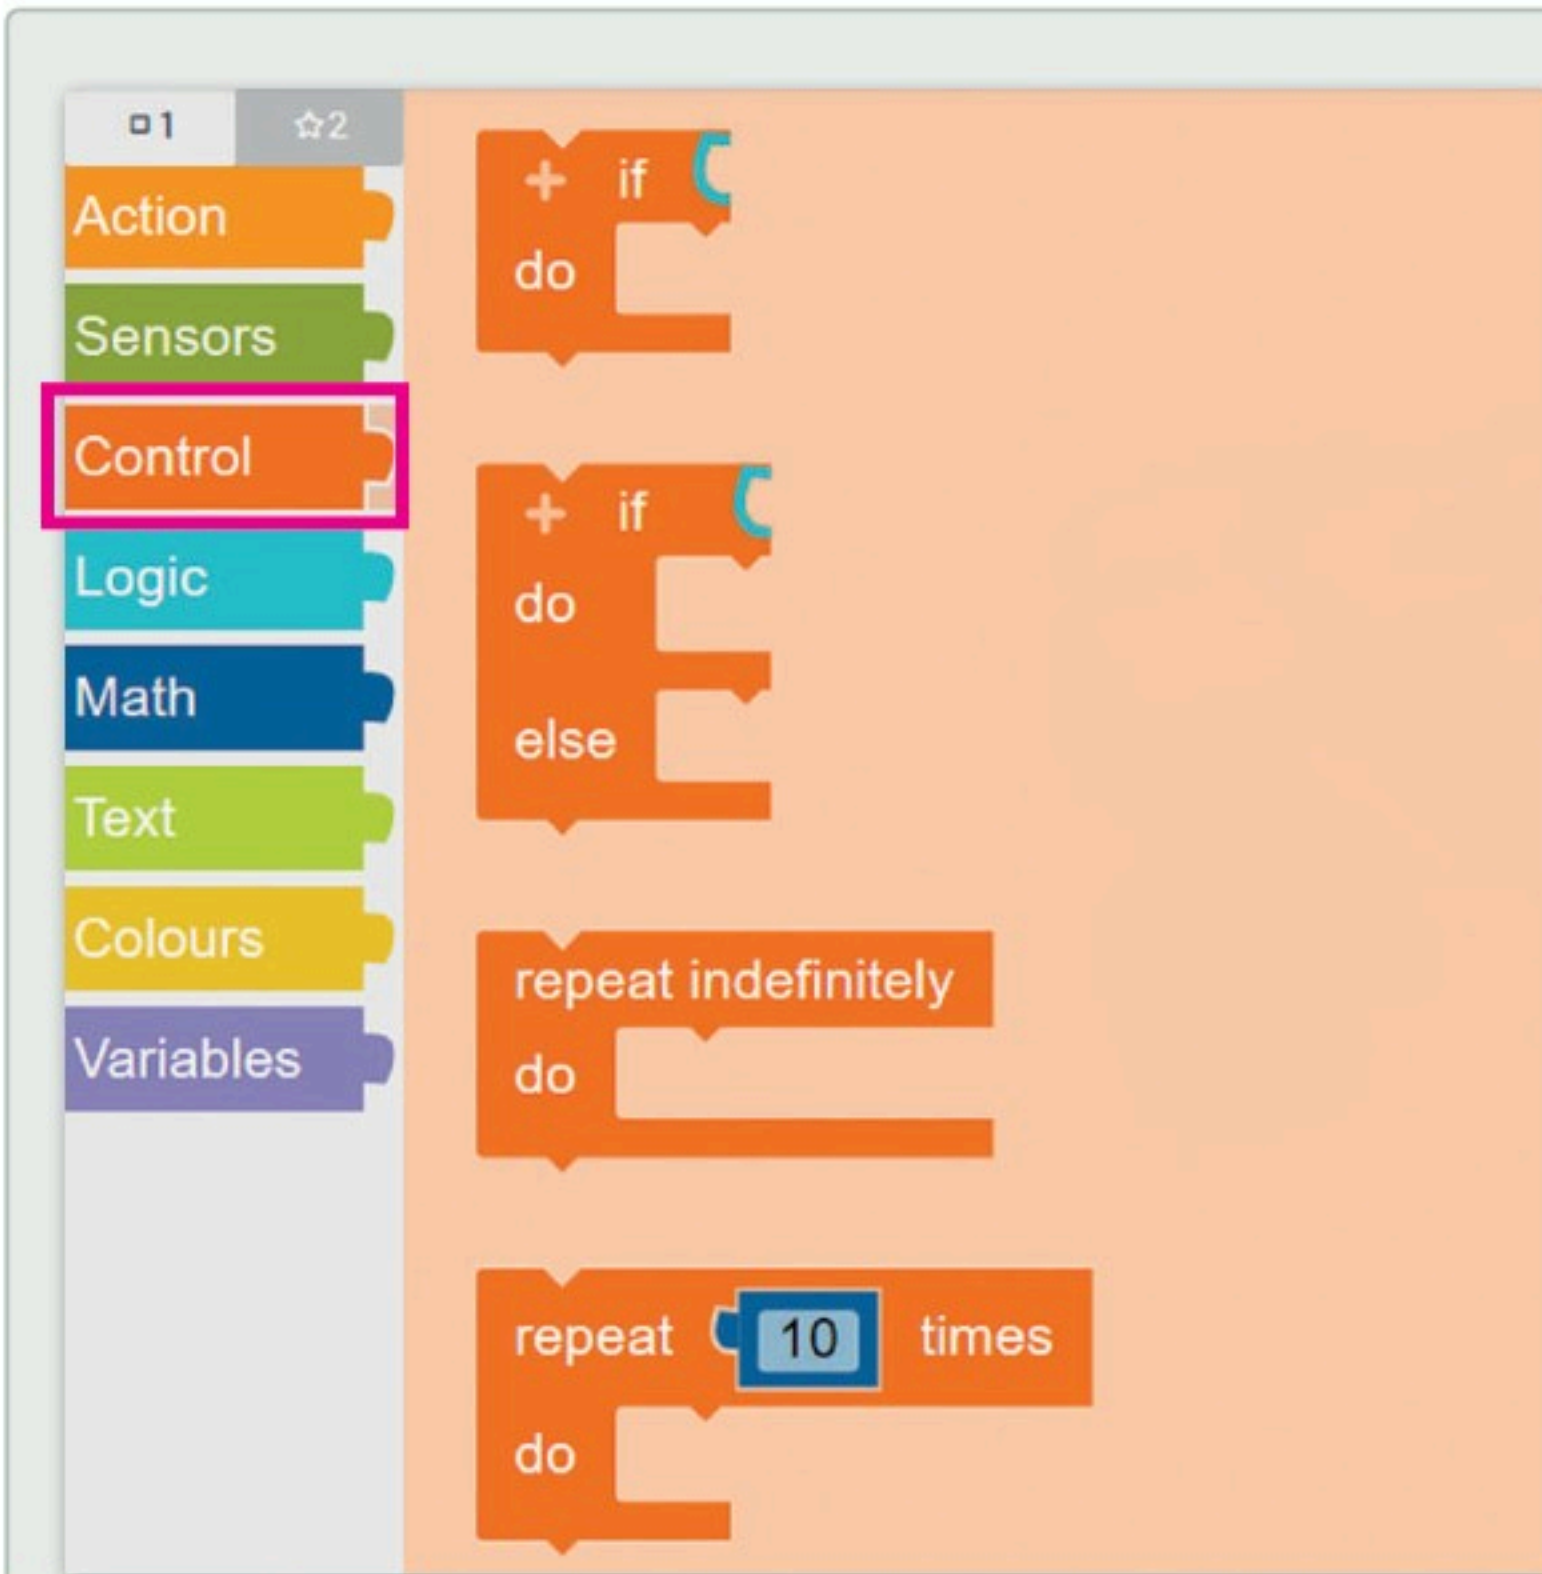 1
☆2
Action
Sensors
Control
Logic
Math
Text
Colours
Variables
+ if
do
+ if
do
else
repeat indefinitely
do
repeat 10 times
do